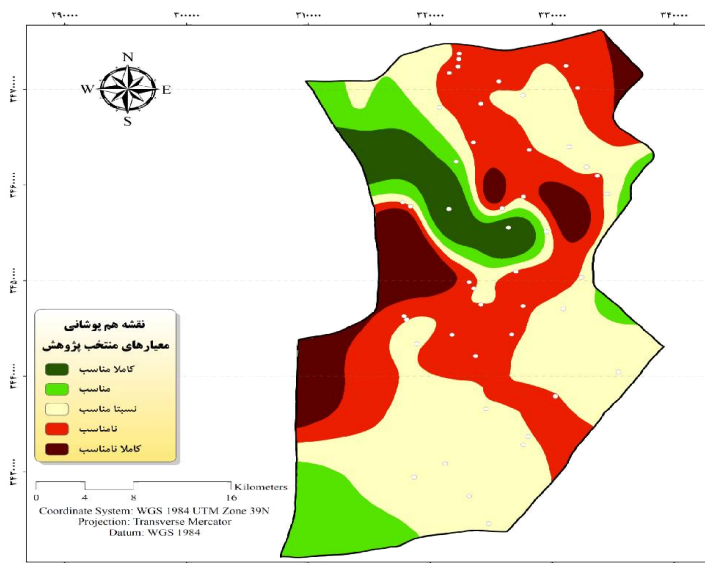 ۲۹۰۰۰۰ ۳۰۰۰۰۰ ۳۱۰۰۰۰ ۳۲۰۰۰۰ ۳۳۰۰۰۰ ۳۴۰۰۰۰
N
W E
S
۳۴۷۰۰۰۰
۳۴۶۰۰۰۰
۳۴۵۰۰۰۰
۳۴۴۰۰۰۰
۳۴۳۰۰۰۰
نقشه هم پوشانی
معیارهای منتخب پژوهش
کاملا مناسب
مناسب
نسبتا مناسب
نامناسب
کاملا نامناسب
Kilometers
0 4 8 16
Coordinate System: WGS 1984 UTM Zone 39N
Projection: Transverse Mercator
Datum: WGS 1984